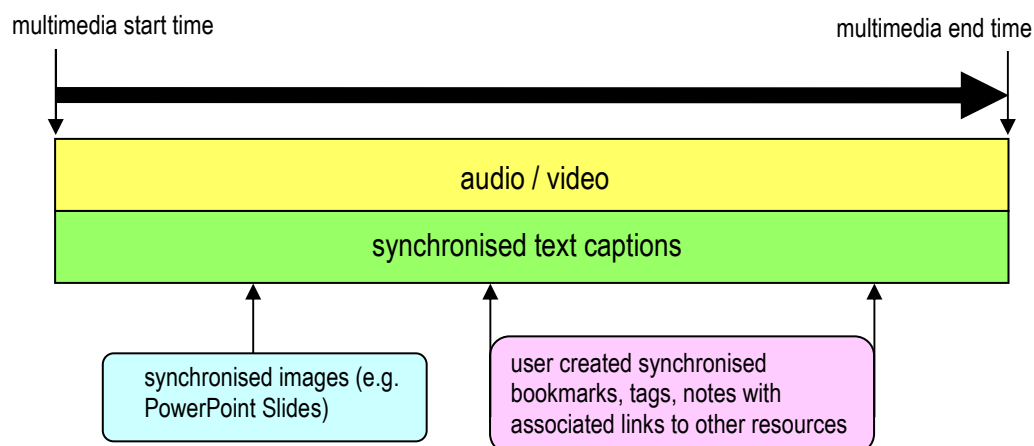 multimedia start time
multimedia end time
audio / video
synchronised text captions
synchronised images (e.g.
PowerPoint Slides)
user created synchronised
bookmarks, tags, notes with
associated links to other resources